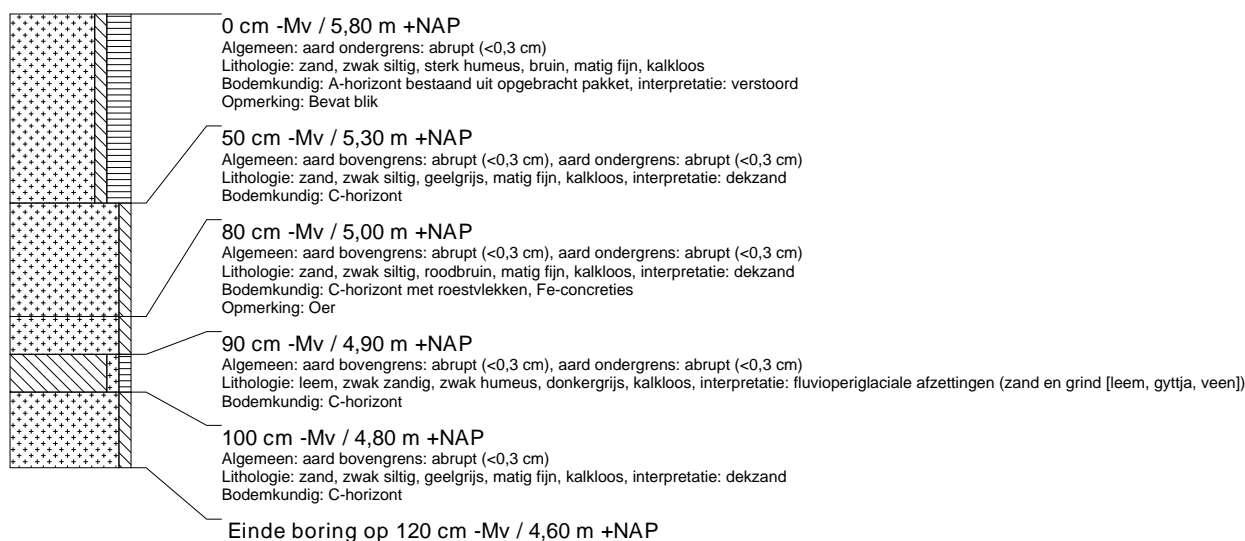 0 cm -Mv / 5,80 m +NAP
Algemeen: aard ondergrens: abrupt (<0,3 cm)
Lithologie: zand, zwak siltig, sterk humeus, bruin, matig fijn, kalkloos
Bodemkundig: A-horizont bestaand uit opgebracht pakket, interpretatie: verstoord
Opmerking: Bevat blik
50 cm -Mv / 5,30 m +NAP
Algemeen: aard bovengrens: abrupt (<0,3 cm), aard ondergrens: abrupt (<0,3 cm)
Lithologie: zand, zwak siltig, geelgrijs, matig fijn, kalkloos, interpretatie: dekzand
Bodemkundig: C-horizont
80 cm -Mv / 5,00 m +NAP
Algemeen: aard bovengrens: abrupt (<0,3 cm), aard ondergrens: abrupt (<0,3 cm)
Lithologie: zand, zwak siltig, roodbruin, matig fijn, kalkloos, interpretatie: dekzand
Bodemkundig: C-horizont met roestvlekken, Fe-concreties
Opmerking: Oer
90 cm -Mv / 4,90 m +NAP
Algemeen: aard bovengrens: abrupt (<0,3 cm), aard ondergrens: abrupt (<0,3 cm)
Lithologie: leem, zwak zandig, zwak humeus, donkergrijs, kalkloos, interpretatie: fluvioperiglaciale afzettingen (zand en grind [leem, gyttja, veen])
Bodemkundig: C-horizont
100 cm -Mv / 4,80 m +NAP
Algemeen: aard bovengrens: abrupt (<0,3 cm)
Lithologie: zand, zwak siltig, geelgrijs, matig fijn, kalkloos, interpretatie: dekzand
Bodemkundig: C-horizont
Einde boring op 120 cm -Mv / 4,60 m +NAP